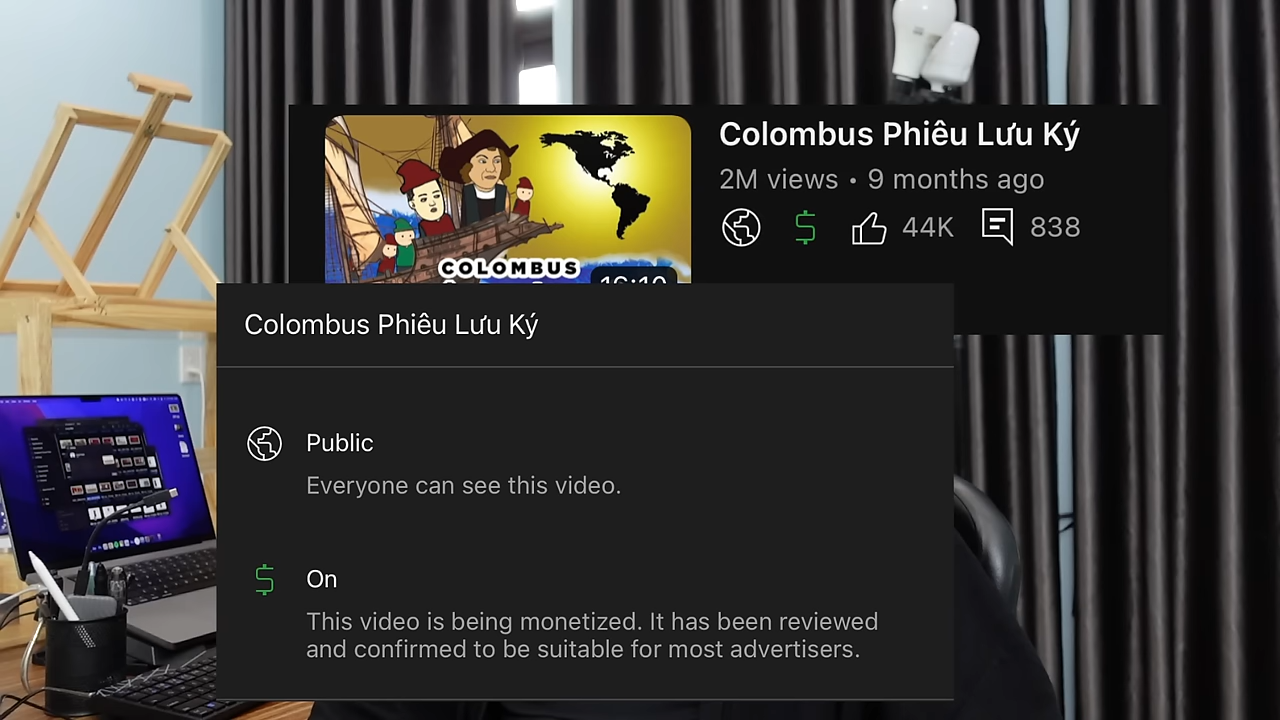 Colombus Phiêu Lưu Ký
2M views • 9 months ago
44K 838
COLOMBUS
Colombus Phiêu Lưu Ký
Public
Everyone can see this video.
On
This video is being monetized. It has been reviewed
and confirmed to be suitable for most advertisers.